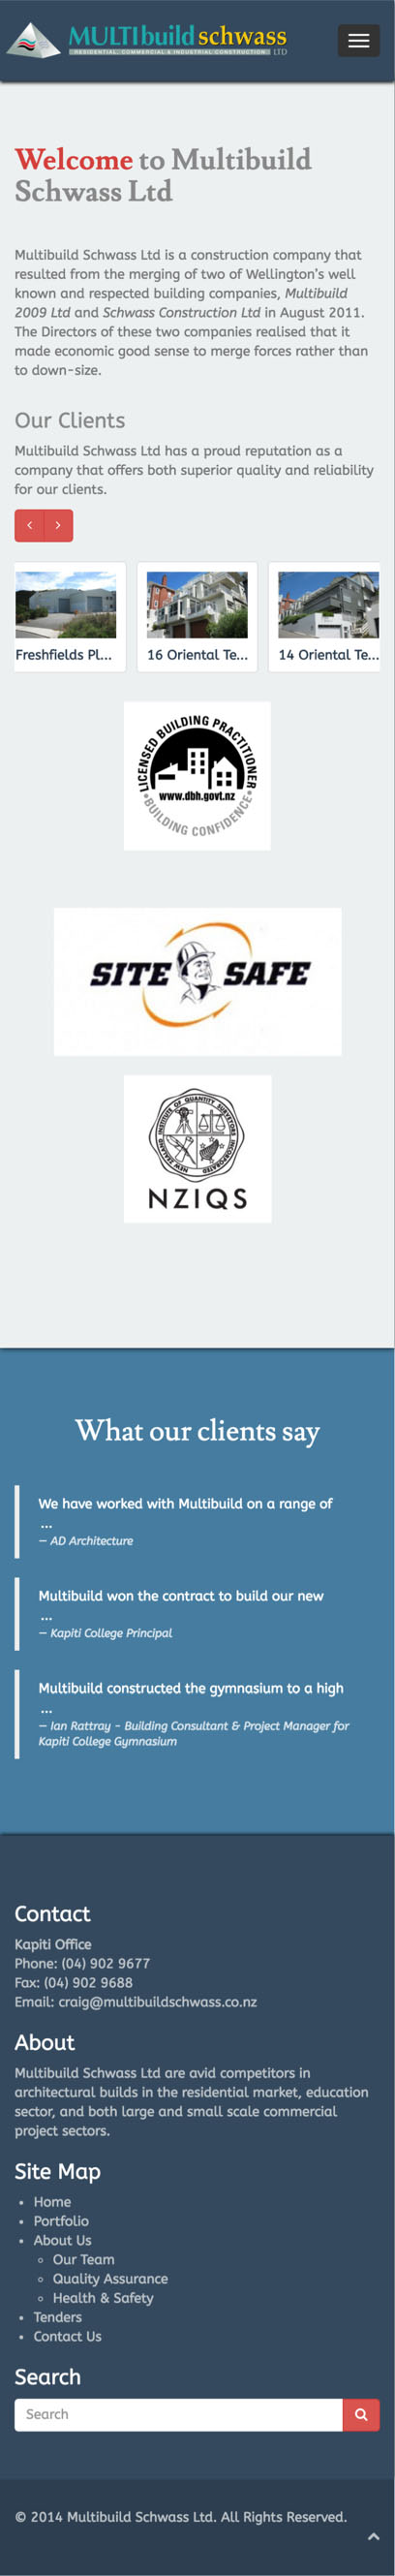 MULTIbuild schwass
RESIDENTIAL, COMMERCIAL & INDUSTRIAL CONSTRUCTION LTD
Welcome to Multibuild
Schwass Ltd
Multibuild Schwass Ltd is a construction company that
resulted from the merging of two of Wellington's well
known and respected building companies, Multibuild
2009 Ltd and Schwass Construction Ltd in August 2011.
The Directors of these two companies realised that it
made economic good sense to merge forces rather than
to down-size.
Our Clients
Multibuild Schwass Ltd has a proud reputation as a
company that offers both superior quality and reliability
for our clients.
Freshfields Pl...
16 Oriental Te...
14 Oriental Te...
LICENSED BUILDING PRACTITIONER
www.dbh.govt.nz
•BUILDING CONFIDENCE•
SITE SAFE
NEW ZEALAND INSTITUTE OF QUANTITY SURVEYORS INCORPORATED
NZIQS
What our clients say
We have worked with Multibuild on a range of
...
— AD Architecture
Multibuild won the contract to build our new
...
— Kapiti College Principal
Multibuild constructed the gymnasium to a high
...
— Ian Rattray - Building Consultant & Project Manager for
Kapiti College Gymnasium
Contact
Kapiti Office
Phone: (04) 902 9677
Fax: (04) 902 9688
Email: craig@multibuildschwass.co.nz
About
Multibuild Schwass Ltd are avid competitors in
architectural builds in the residential market, education
sector, and both large and small scale commercial
project sectors.
Site Map
• Home
• Portfolio
• About Us
◦ Our Team
◦ Quality Assurance
◦ Health & Safety
• Tenders
• Contact Us
Search
Search
© 2014 Multibuild Schwass Ltd. All Rights Reserved.